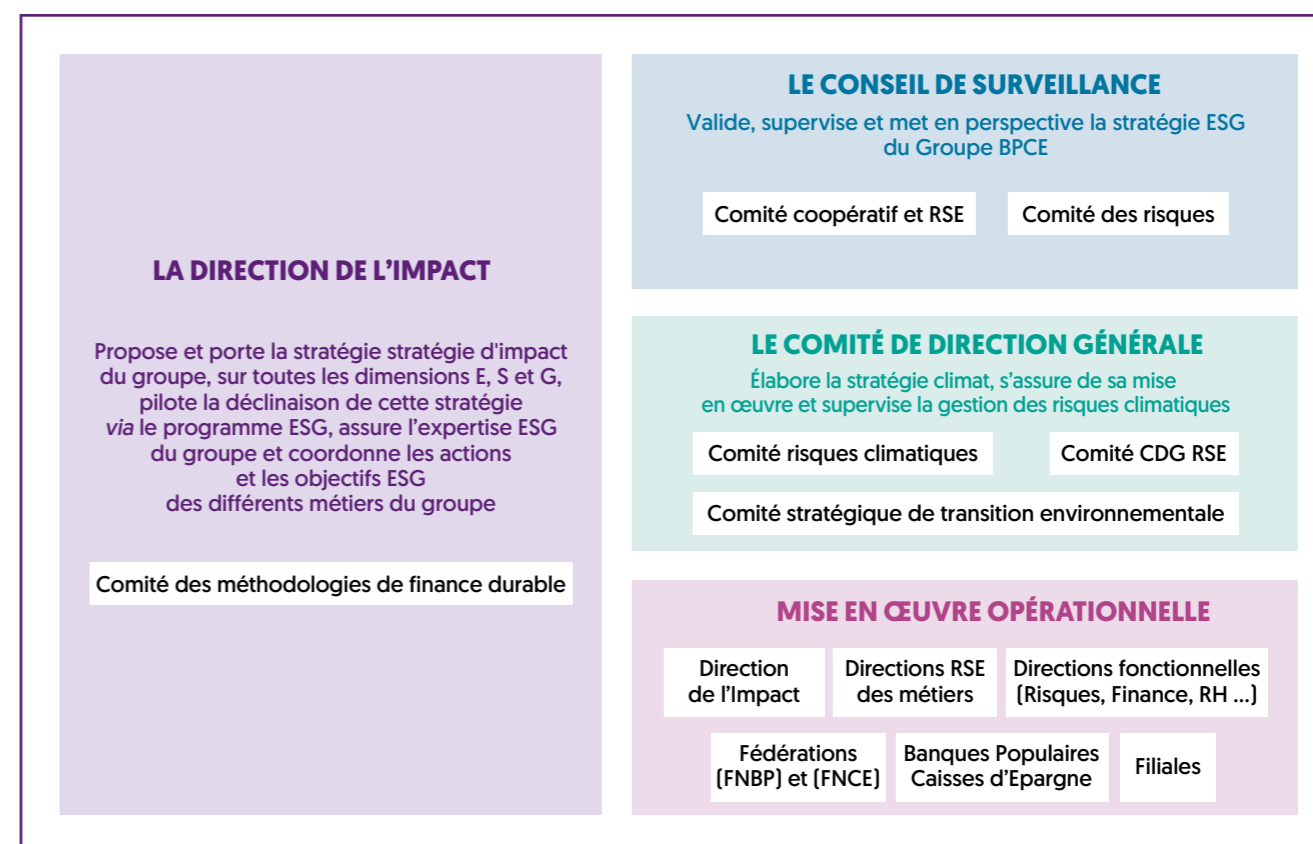 LA DIRECTION DE L’IMPACT
Propose et porte la stratégie stratégie d'impact
du groupe, sur toutes les dimensions E, S et G,
pilote la déclinaison de cette stratégie
via le programme ESG, assure l’expertise ESG
du groupe et coordonne les actions
et les objectifs ESG
des différents métiers du groupe
Comité des méthodologies de finance durable
LE CONSEIL DE SURVEILLANCE
Valide, supervise et met en perspective la stratégie ESG
du Groupe BPCE
Comité coopératif et RSE
Comité des risques
LE COMITÉ DE DIRECTION GÉNÉRALE
Élabore la stratégie climat, s’assure de sa mise
en œuvre et supervise la gestion des risques climatiques
Comité risques climatiques
Comité CDG RSE
Comité stratégique de transition environnementale
MISE EN ŒUVRE OPÉRATIONNELLE
Direction
de l’Impact
Directions RSE
des métiers
Directions fonctionnelles
(Risques, Finance, RH ...)
Fédérations
(FNBP) et (FNCE)
Banques Populaires
Caisses d’Epargne
Filiales